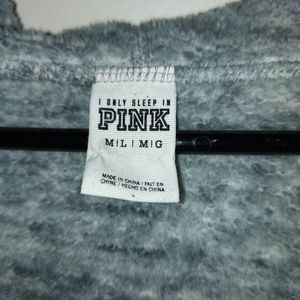 I ONLY SLEEP IN
PINK
M|L | M|G
MADE IN CHINA / FAIT EN
CHINE / HECHO EN CHINA